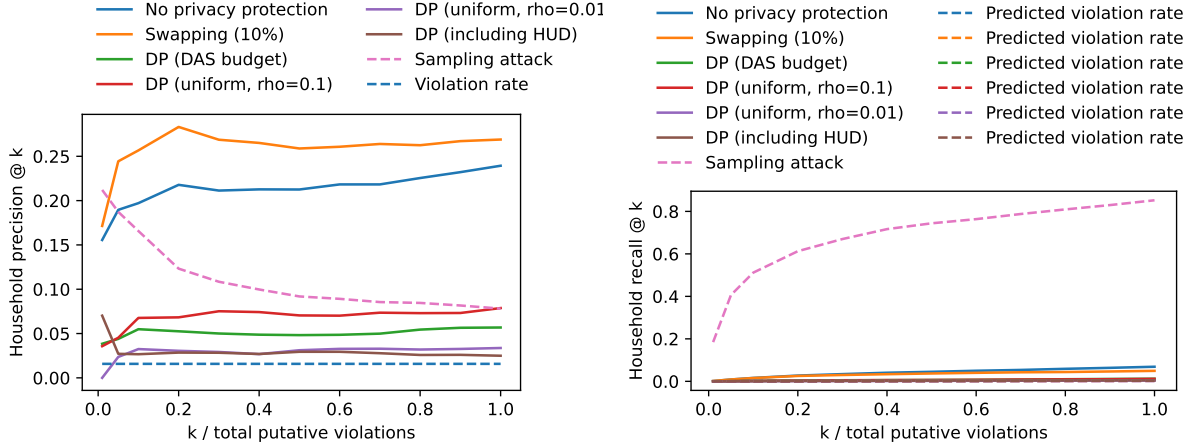 No privacy protection
Swapping (10%)
DP (DAS budget)
DP (uniform, rho=0.1)
DP (uniform, rho=0.01
DP (including HUD)
Sampling attack
Violation rate
Household precision @ k
0.25
0.20
0.15
0.10
0.05
0.00
0.0 0.2 0.4 0.6 0.8 1.0
k / total putative violations
No privacy protection
Swapping (10%)
DP (DAS budget)
DP (uniform, rho=0.1)
DP (uniform, rho=0.01)
DP (including HUD)
Sampling attack
Predicted violation rate
Predicted violation rate
Predicted violation rate
Predicted violation rate
Predicted violation rate
Predicted violation rate
Household recall @ k
0.8
0.6
0.4
0.2
0.0
0.0 0.2 0.4 0.6 0.8 1.0
k / total putative violations